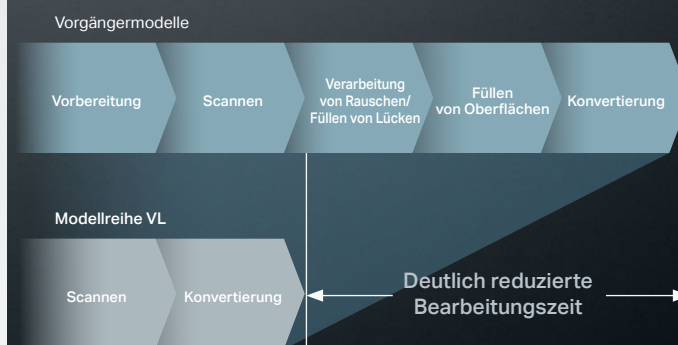 Vorgängermodelle
Vorbereitung
Scannen
Verarbeitung
von Rauschen/
Füllen von Lücken
Füllen
von Oberflächen
Konvertierung
Modellreihe VL
Scannen
Konvertierung
Deutlich reduzierte
Bearbeitungszeit